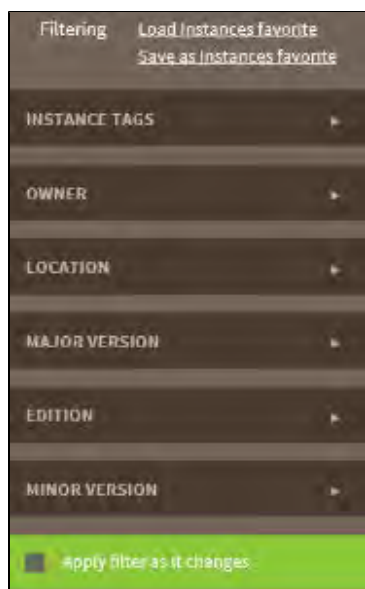 Filtering Load Instances favorite
Save as Instances favorite
INSTANCE TAGS
OWNER
LOCATION
MAJOR VERSION
EDITION
MINOR VERSION
Apply filter as it changes